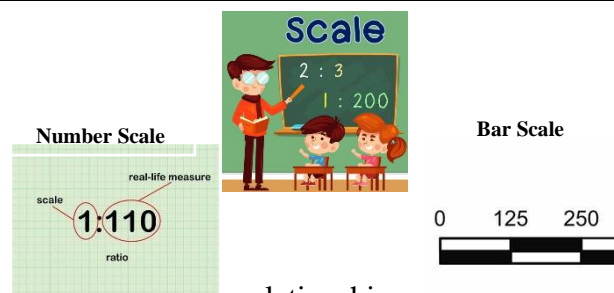 Scale
2 : 3
1 : 200
Number Scale
real-life measure
scale
1:110
ratio
Bar Scale
0 125 250